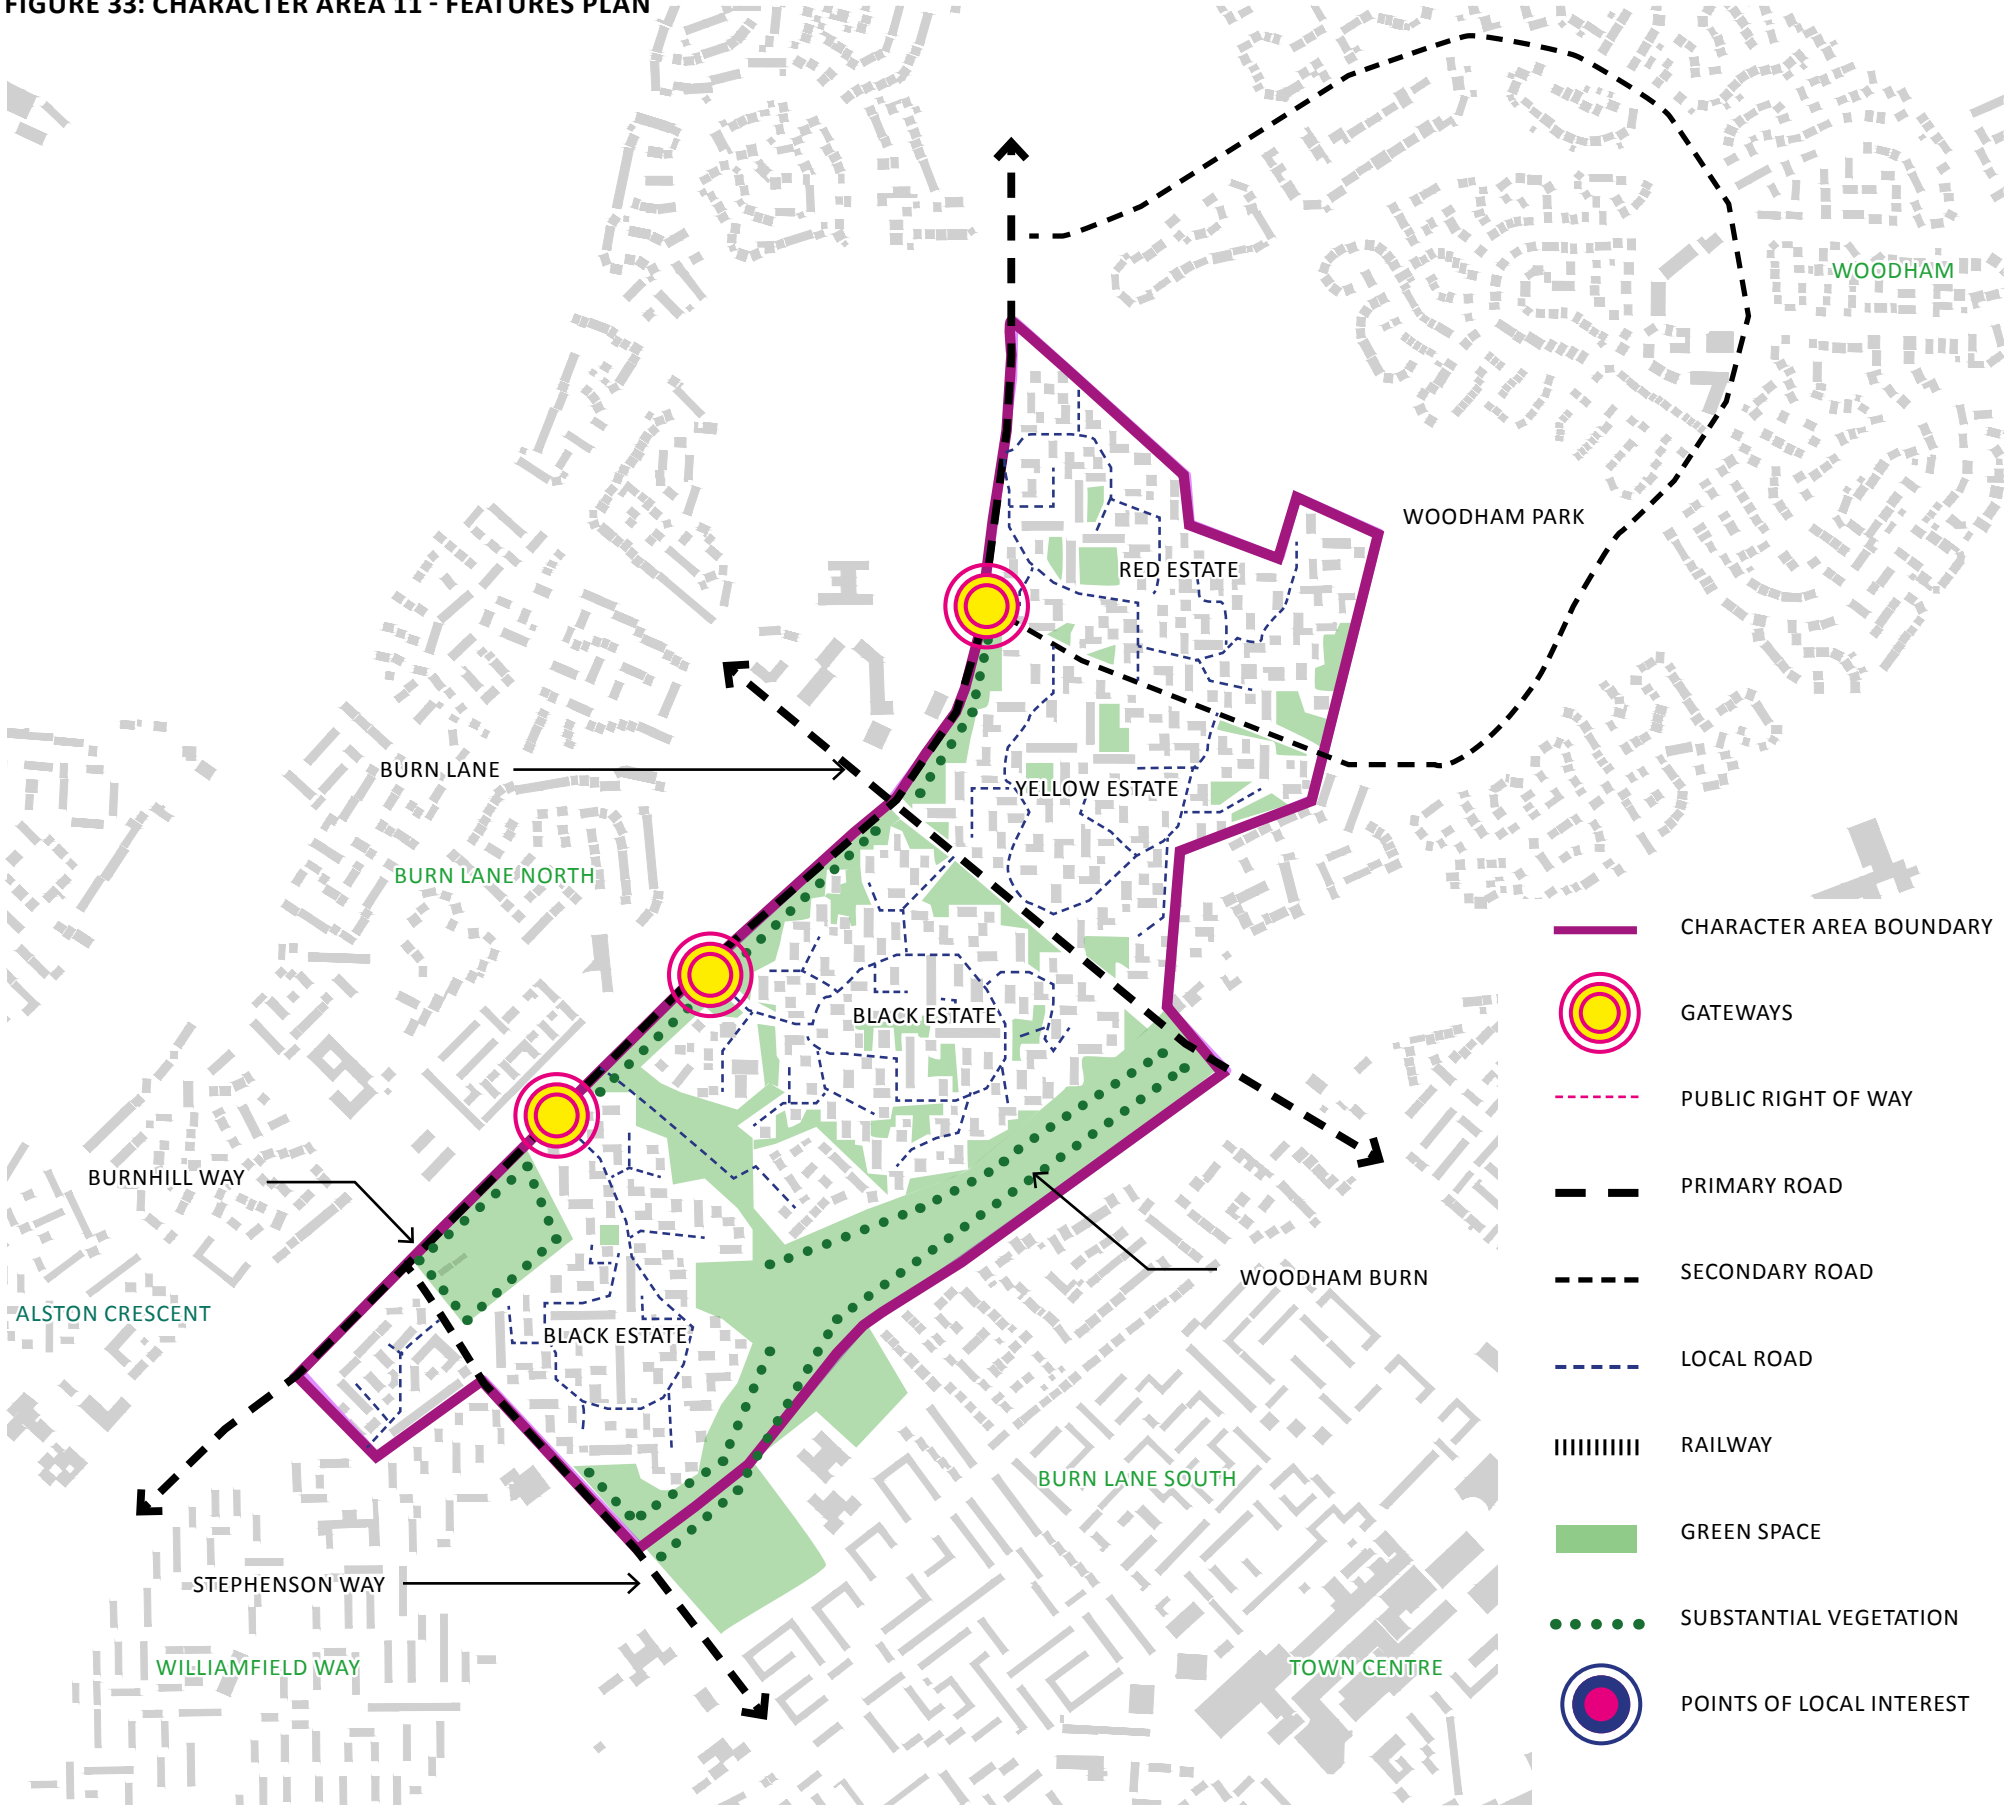 FIGURE 33: CHARACTER AREA 11 - FEATURES PLAN
WOODHAM
WOODHAM PARK
RED ESTATE
BURN LANE
YELLOW ESTATE
BURN LANE NORTH
BLACK ESTATE
BURNHILL WAY
WOODHAM BURN
ALSTON CRESCENT
BLACK ESTATE
BURN LANE SOUTH
STEPHENSON WAY
WILLIAMFIELD WAY
TOWN CENTRE
CHARACTER AREA BOUNDARY
GATEWAYS
PUBLIC RIGHT OF WAY
PRIMARY ROAD
SECONDARY ROAD
LOCAL ROAD
RAILWAY
GREEN SPACE
SUBSTANTIAL VEGETATION
POINTS OF LOCAL INTEREST